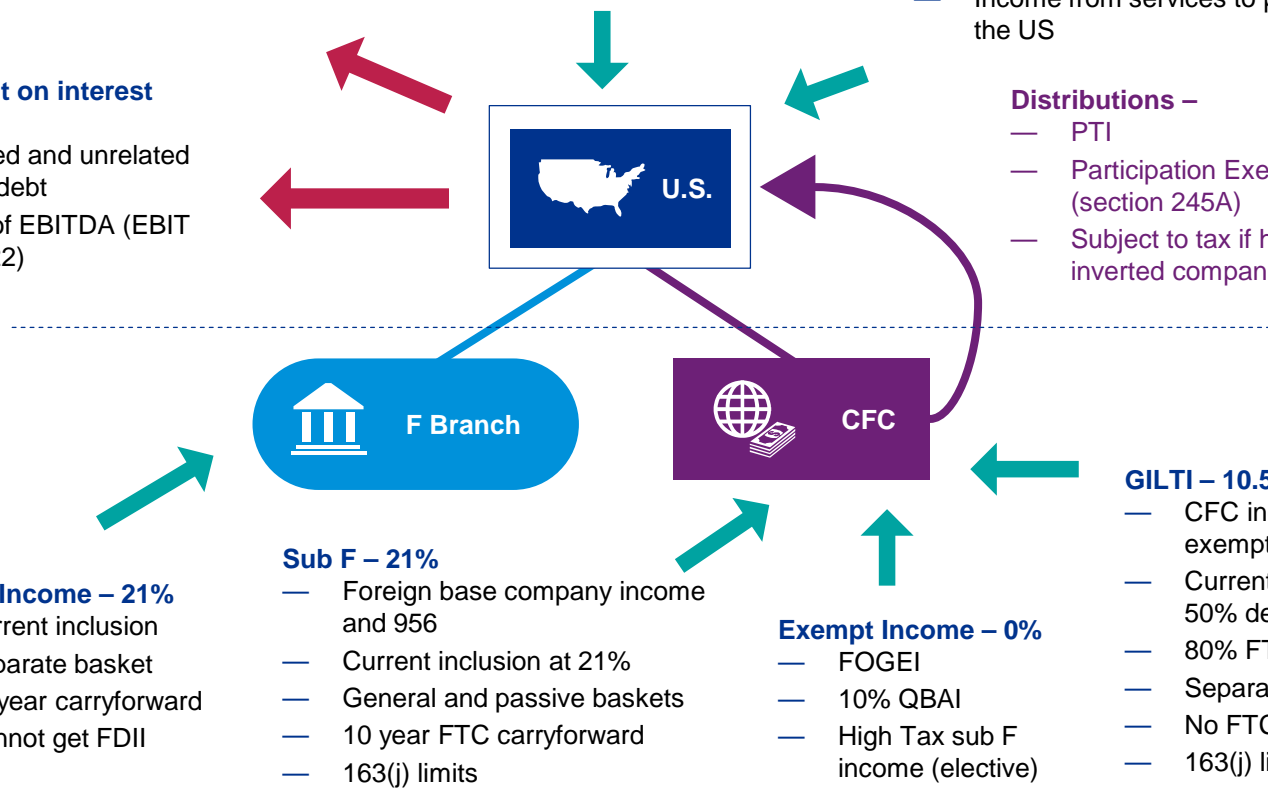 — Income from services to
the US
t on interest
ed and unrelated
debt
of EBITDA (EBIT
2)
U.S.
Distributions –
— PTI
— Participation Exe
(section 245A)
— Subject to tax if h
inverted compan
F Branch
CFC
Income – 21%
rrent inclusion
parate basket
year carryforward
nnot get FDII
Sub F – 21%
— Foreign base company income
and 956
— Current inclusion at 21%
— General and passive baskets
— 10 year FTC carryforward
— 163(j) limits
Exempt Income – 0%
— FOGEI
— 10% QBAI
— High Tax sub F
income (elective)
GILTI – 10.5
— CFC in
exempt
— Current
50% de
— 80% FT
— Separa
— No FTC
— 163(j) li